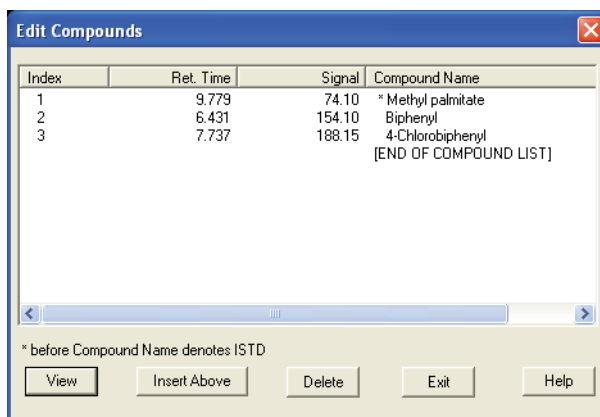 Edit Compounds
Index Ret. Time Signal Compound Name
1 9.779 74.10 * Methyl palmitate
2 6.431 154.10 Biphenyl
3 7.737 188.15 4-Chlorobiphenyl
[END OF COMPOUND LIST]
* before Compound Name denotes ISTD
View Insert Above Delete Exit Help